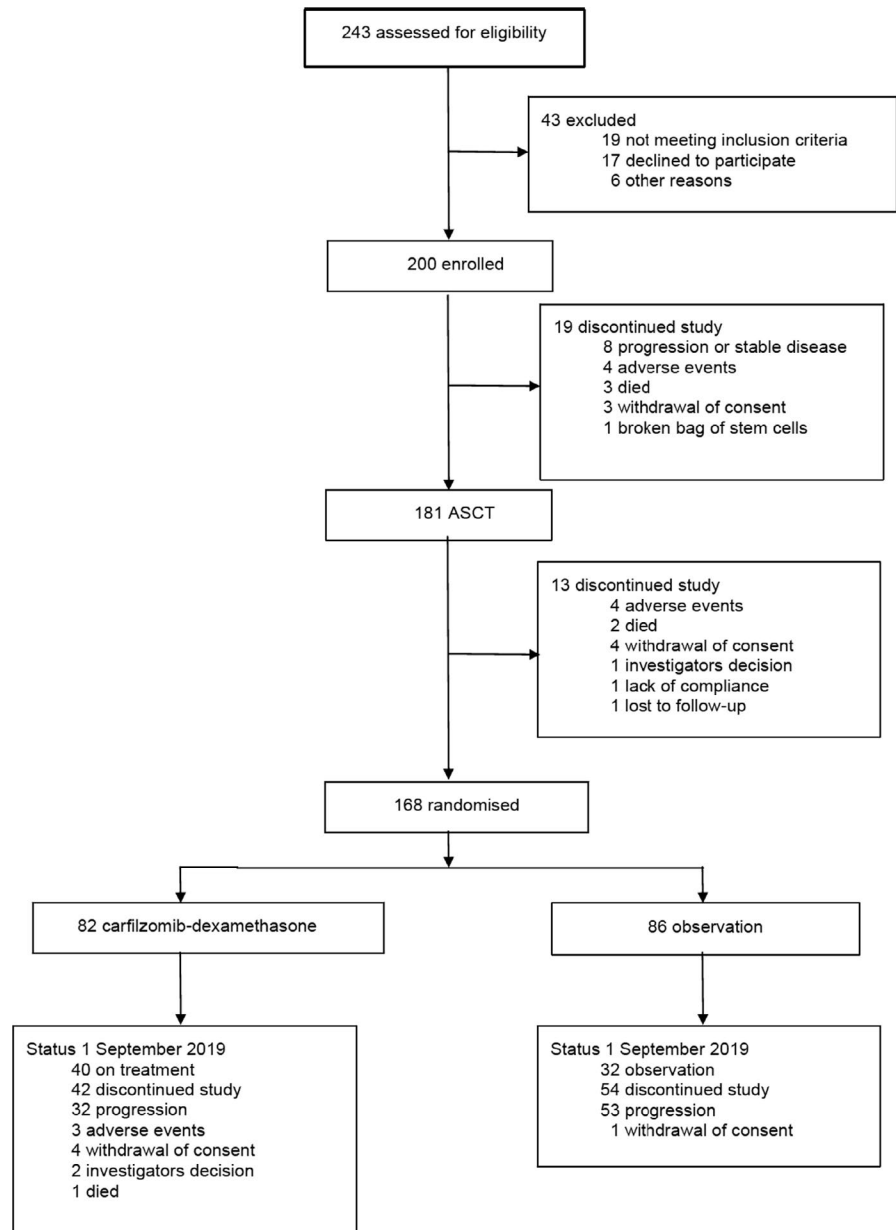 243 assessed for eligibility
43 excluded
19 not meeting inclusion criteria
17 declined to participate
6 other reasons
200 enrolled
19 discontinued study
8 progression or stable disease
4 adverse events
3 died
3 withdrawal of consent
1 broken bag of stem cells
181 ASCT
13 discontinued study
4 adverse events
2 died
4 withdrawal of consent
1 investigators decision
1 lack of compliance
1 lost to follow-up
168 randomised
82 carfilzomib-dexamethasone
86 observation
Status 1 September 2019
40 on treatment
42 discontinued study
32 progression
3 adverse events
4 withdrawal of consent
2 investigators decision
1 died
Status 1 September 2019
32 observation
54 discontinued study
53 progression
1 withdrawal of consent